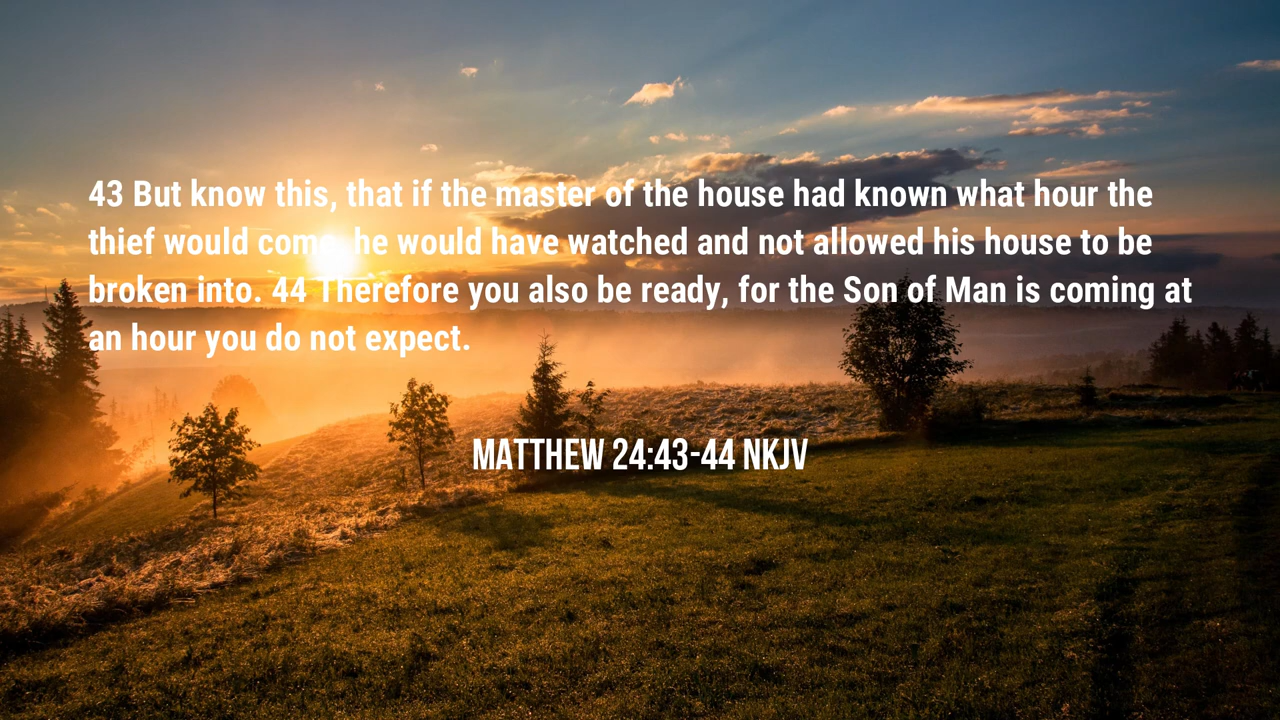 43 But know this, that if the master of the house had known what hour the
thief would come, he would have watched and not allowed his house to be
broken into. 44 Therefore you also be ready, for the Son of Man is coming at
an hour you do not expect.
MATTHEW 24:43-44 NKJV